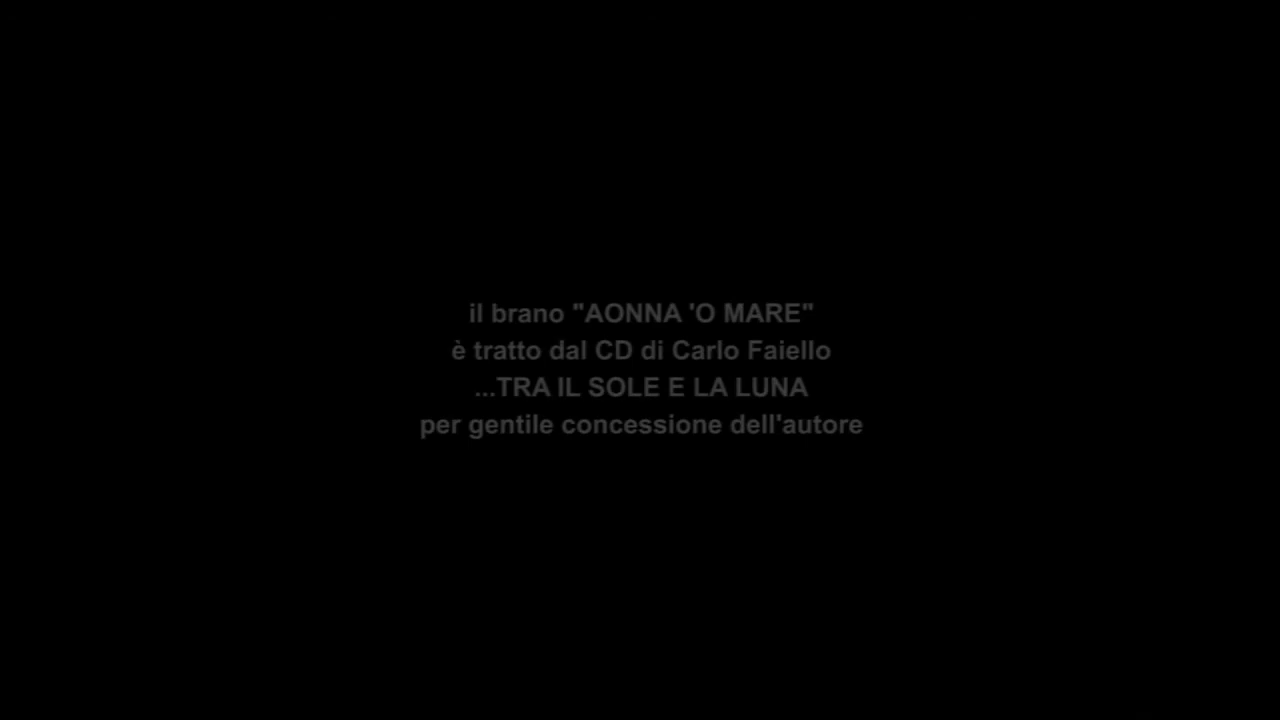 il brano "AONNA 'O MARE"
è tratto dal CD di Carlo Faiello
...TRA IL SOLE E LA LUNA
per gentile concessione dell'autore